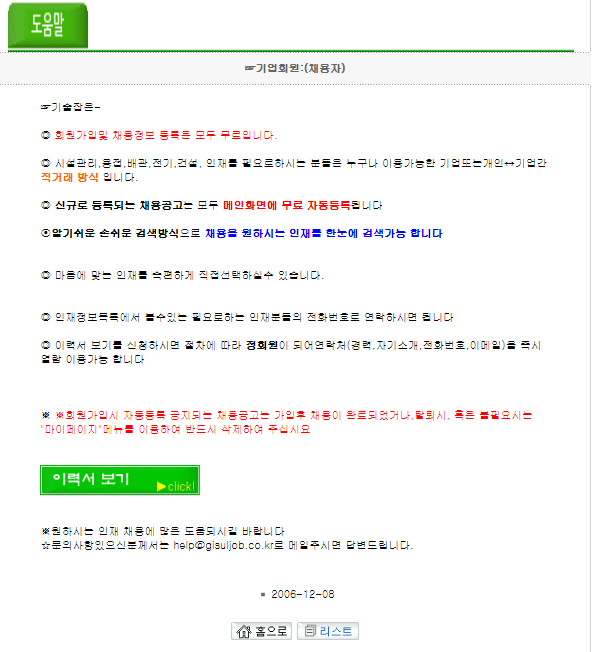 도움말
☞기업회원:(채용자)
☞기술잡은-
◎ 회원가입및 채용정보 등록은 모두 무료입니다.
◎ 시설관리,용접,배관,전기,건설, 인재를 필요로하시는 분들은 누구나 이용가능한 기업또는개인↔기업간
직거래 방식 입니다.
◎ 신규로 등록되는 채용공고는 모두 메인화면에 무료 자동등록됩니다
⊙알기쉬운 손쉬운 검색방식으로 채용을 원하시는 인재를 한눈에 검색가능 합니다
◎ 마음에 맞는 인재를 속편하게 직접선택하실수 있습니다.
◎ 인재정보목록에서 볼수있는 필요로하는 인재분들의 전화번호로 연락하시면 됩니다
◎ 이력서 보기를 신청하시면 절차에 따라 정회원이 되어연락처(경력,자기소개,전화번호,이메일)을 즉시
열람 이용가능 합니다
※ ※회원가입시 자동등록 공지되는 채용공고는 가입후 채용이 완료되었거나,탈퇴시, 혹은 불필요시는
"마이페이지"메뉴를 이용하여 반드시 삭제하여 주십시요
이력서 보기
▶click!
※원하시는 인재 채용에 많은 도움되시길 바랍니다
☆문의사항있으신분께서는 help@gisuljob.co.kr로 메일주시면 답변드립니다.
▪ 2006-12-08
홈으로 리스트